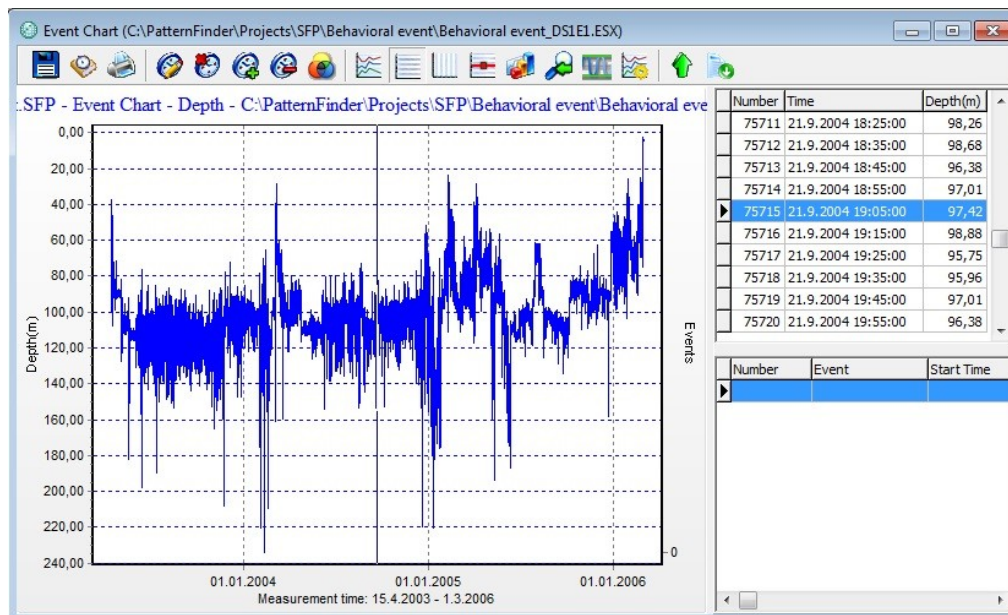 Event Chart (C:\PatternFinder\Projects\SFP\Behavioral event\Behavioral event_DS1E1.ESX)
:.SFP - Event Chart - Depth - C:\PatternFinder\Projects\SFP\Behavioral event\Behavioral eve
0,00
20,00
40,00
60,00
80,00
100,00
120,00
140,00
160,00
180,00
200,00
220,00
240,00
Depth(m)
Events
0
01.01.2004 01.01.2005 01.01.2006
Measurement time: 15.4.2003 - 1.3.2006
Number Time Depth(m)
75711 21.9.2004 18:25:00 98,26
75712 21.9.2004 18:35:00 98,68
75713 21.9.2004 18:45:00 96,38
75714 21.9.2004 18:55:00 97,01
75715 21.9.2004 19:05:00 97,42
75716 21.9.2004 19:15:00 98,88
75717 21.9.2004 19:25:00 95,75
75718 21.9.2004 19:35:00 95,96
75719 21.9.2004 19:45:00 97,01
75720 21.9.2004 19:55:00 96,38
Number Event Start Time